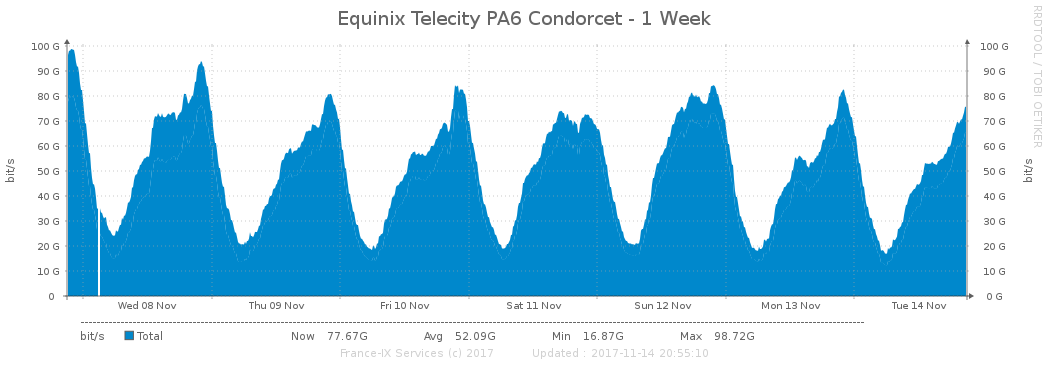 Equinix Telecity PA6 Condorcet - 1 Week
RRDTOOL / TOBI OETIKER
bit/s
100 G
90 G
80 G
70 G
60 G
50 G
40 G
30 G
20 G
10 G
0
100 G
90 G
80 G
70 G
60 G
50 G
40 G
30 G
20 G
10 G
0 G
bit/s
Wed 08 Nov Thu 09 Nov Fri 10 Nov Sat 11 Nov Sun 12 Nov Mon 13 Nov Tue 14 Nov
bit/s Total Now 77.67G Avg 52.09G Min 16.87G Max 98.72G
France-IX Services (c) 2017 Updated : 2017-11-14 20:55:10